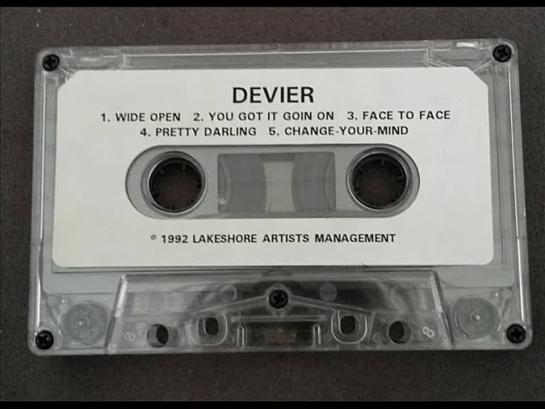 DEVIER
1. WIDE OPEN 2. YOU GOT IT GOIN ON 3. FACE TO FACE
4. PRETTY DARLING 5. CHANGE-YOUR-MIND
© 1992 LAKESHORE ARTISTS MANAGEMENT